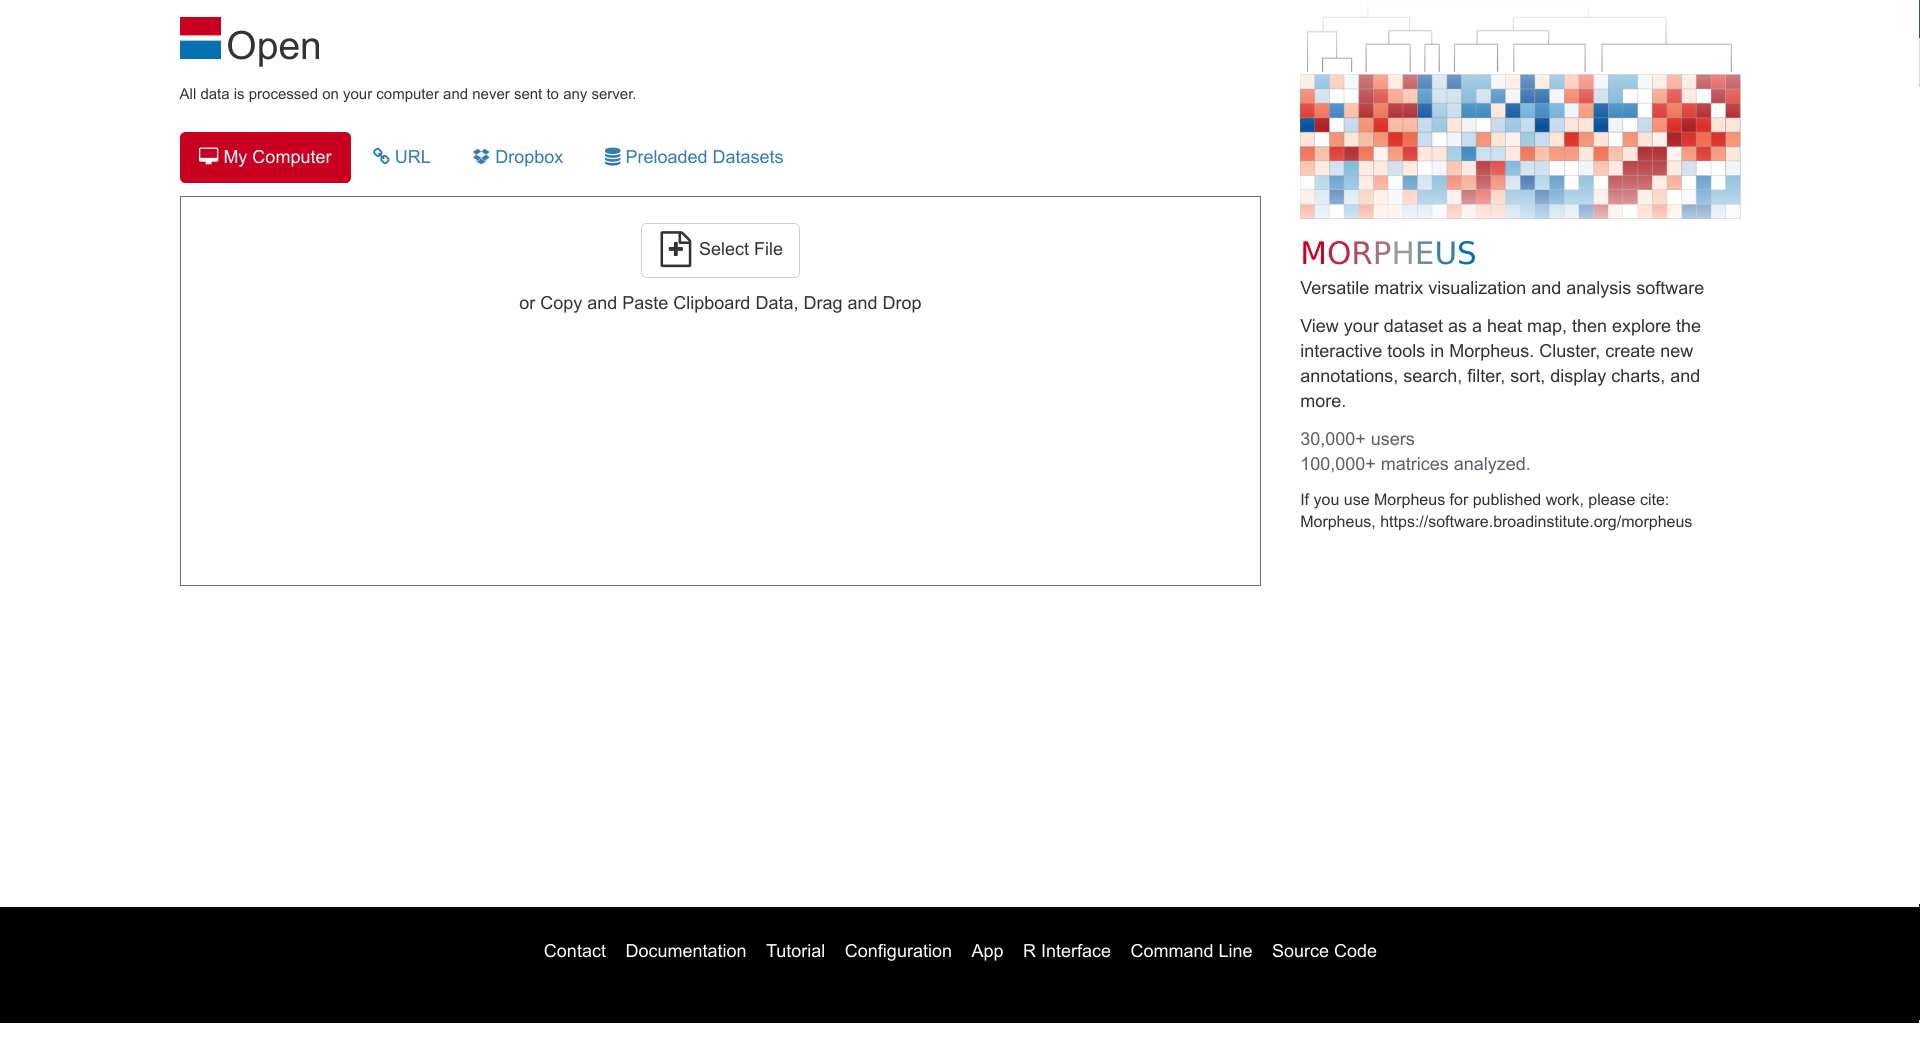 Open
All data is processed on your computer and never sent to any server.
My Computer URL Dropbox Preloaded Datasets
Select File
or Copy and Paste Clipboard Data, Drag and Drop
MORPHEUS
Versatile matrix visualization and analysis software
View your dataset as a heat map, then explore the
interactive tools in Morpheus. Cluster, create new
annotations, search, filter, sort, display charts, and
more.
30,000+ users
100,000+ matrices analyzed.
If you use Morpheus for published work, please cite:
Morpheus, https://software.broadinstitute.org/morpheus
Contact Documentation Tutorial Configuration App R Interface Command Line Source Code